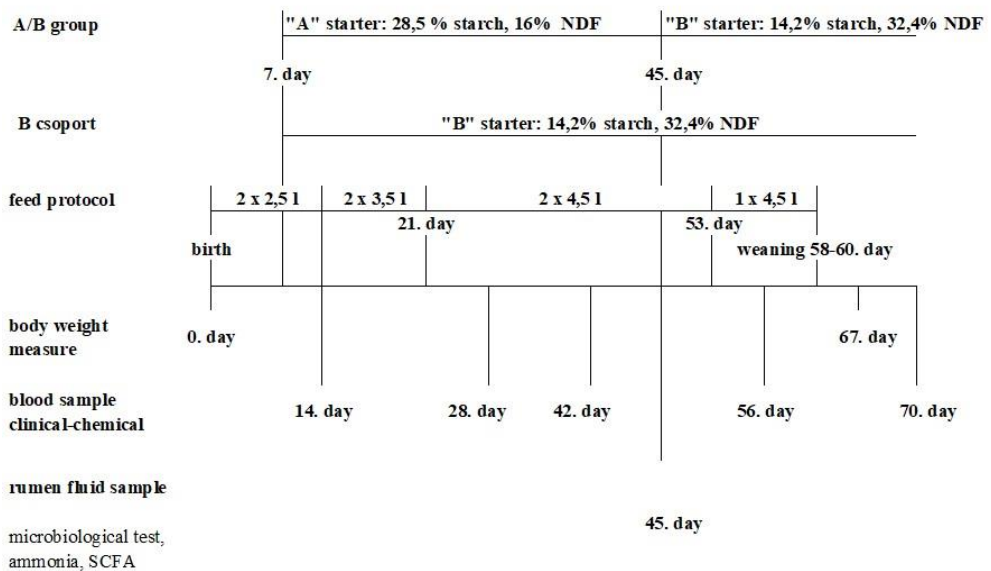 A/B group "A" starter: 28,5 % starch, 16% NDF "B" starter: 14,2% starch, 32,4% NDF
7. day 45. day
B csoport "B" starter: 14,2% starch, 32,4% NDF
feed protocol 2 x 2,5 l 2 x 3,5 l 2 x 4,5 l 1 x 4,5 l
21. day 53. day
birth weaning 58-60. day
body weight
measure 0. day 67. day
blood sample
clinical-chemical 14. day 28. day 42. day 56. day 70. day
rumen fluid sample
45. day
microbiological test,
ammonia, SCFA